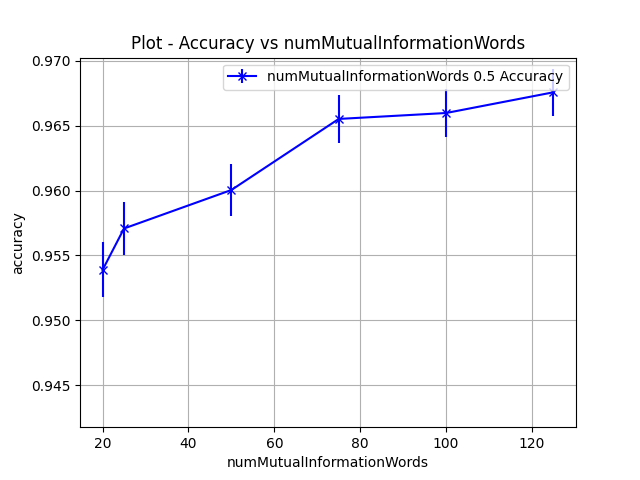 Plot - Accuracy vs numMutualInformationWords
numMutualInformationWords 0.5 Accuracy
0.970
0.965
0.960
0.955
0.950
0.945
accuracy
20 40 60 80 100 120
numMutualInformationWords